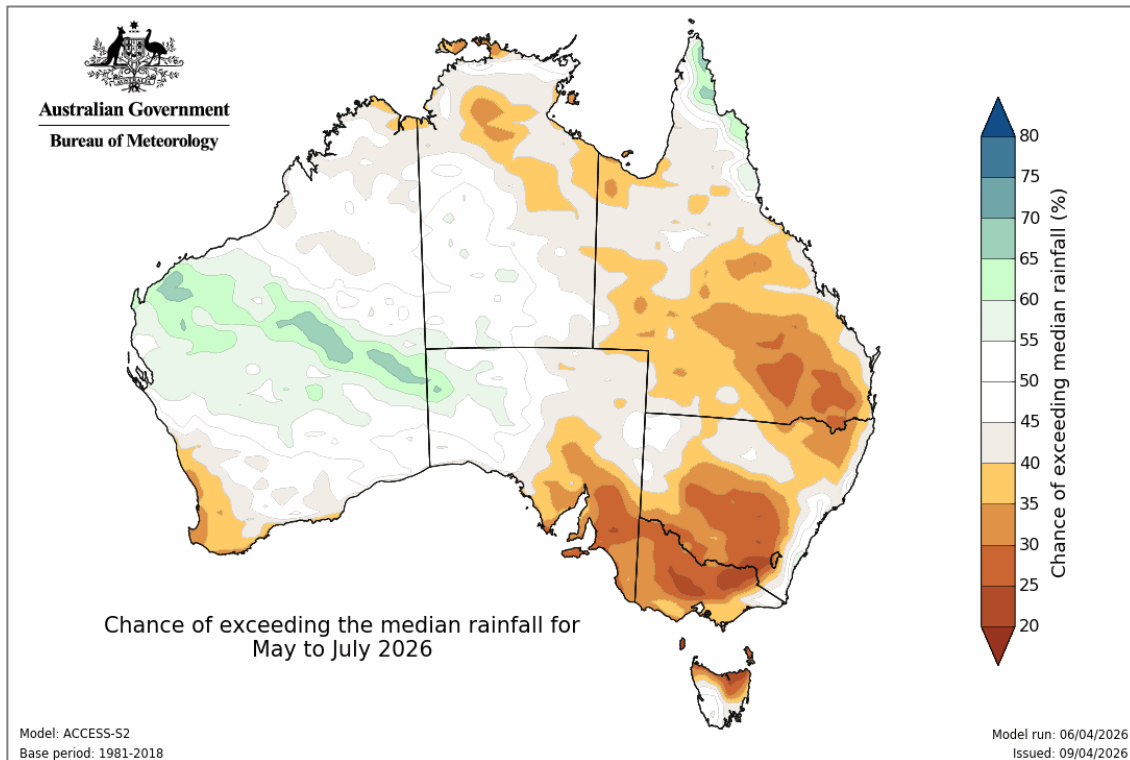 Australian Government
Bureau of Meteorology
80
75
70
65
60
55
50
45
40
35
30
25
20
Chance of exceeding median rainfall (%)
Chance of exceeding the median rainfall for
May to July 2026
Model: ACCESS-S2
Base period: 1981-2018
Model run: 06/04/2026
Issued: 09/04/2026